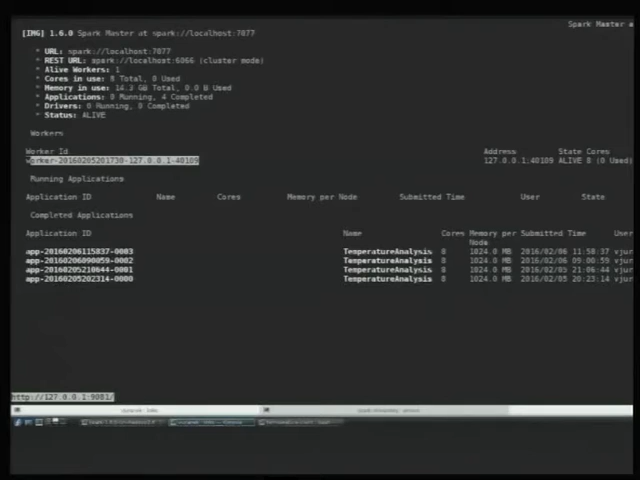 Spark Master a
[IMG] 1.6.0 Spark Master at spark://localhost:7077
* URL: spark://localhost:7077
* REST URL: spark://localhost:6066 (cluster mode)
* Alive Workers: 1
* Cores in use: 8 Total, 0 Used
* Memory in use: 14.3 GB Total, 0.0 B Used
* Applications: 0 Running, 4 Completed
* Drivers: 0 Running, 0 Completed
* Status: ALIVE
Workers
Worker Id Address State Cores
worker-20160205201730-127.0.0.1-40109 127.0.0.1:40109 ALIVE 8 (0 Used)
Running Applications
Application ID Name Cores Memory per Node Submitted Time User State
Completed Applications
Application ID Name Cores Memory per Submitted Time User
Node
app-20160206115837-0003 TemperatureAnalysis 8 1024.0 MB 2016/02/06 11:58:37 vjur
app-20160206090059-0002 TemperatureAnalysis 8 1024.0 MB 2016/02/06 09:00:59 vjur
app-20160205210644-0001 TemperatureAnalysis 8 1024.0 MB 2016/02/05 21:06:44 vjur
app-20160205202314-0000 TemperatureAnalysis 8 1024.0 MB 2016/02/05 20:23:14 vjur
http://127.0.0.1:9081/